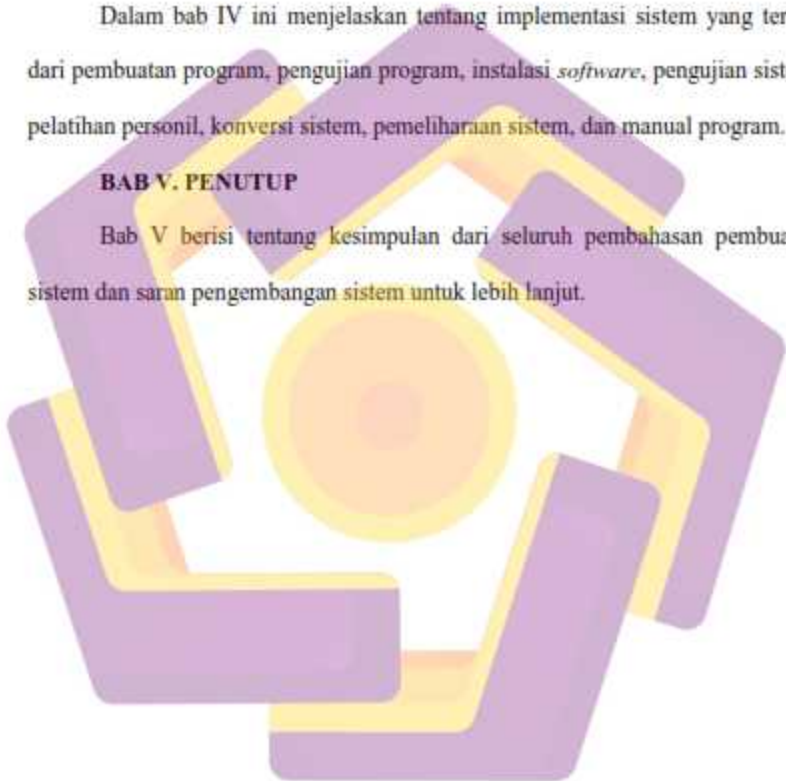 Dalam bab IV ini menjelaskan tentang implementasi sistem yang ter
dari pembuatan program, pengujian program, instalasi software, pengujian sist
pelatihan personil, konversi sistem, pemeliharaan sistem, dan manual program.
BAB V. PENUTUP
Bab V berisi tentang kesimpulan dari seluruh pembahasan pembua
sistem dan saran pengembangan sistem untuk lebih lanjut.